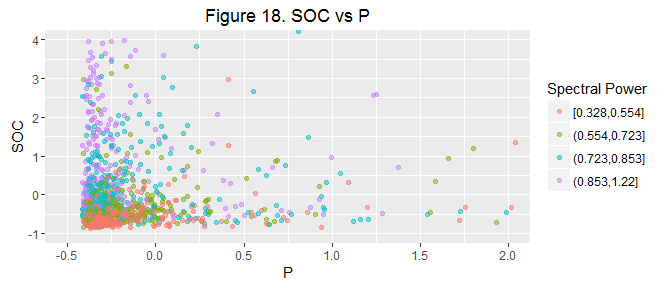 Figure 18. SOC vs P
4
3
2
1
0
-1
SOC
-0.5 0.0 0.5 1.0 1.5 2.0
P
Spectral Power
[0.328,0.554]
(0.554,0.723]
(0.723,0.853]
(0.853,1.22]